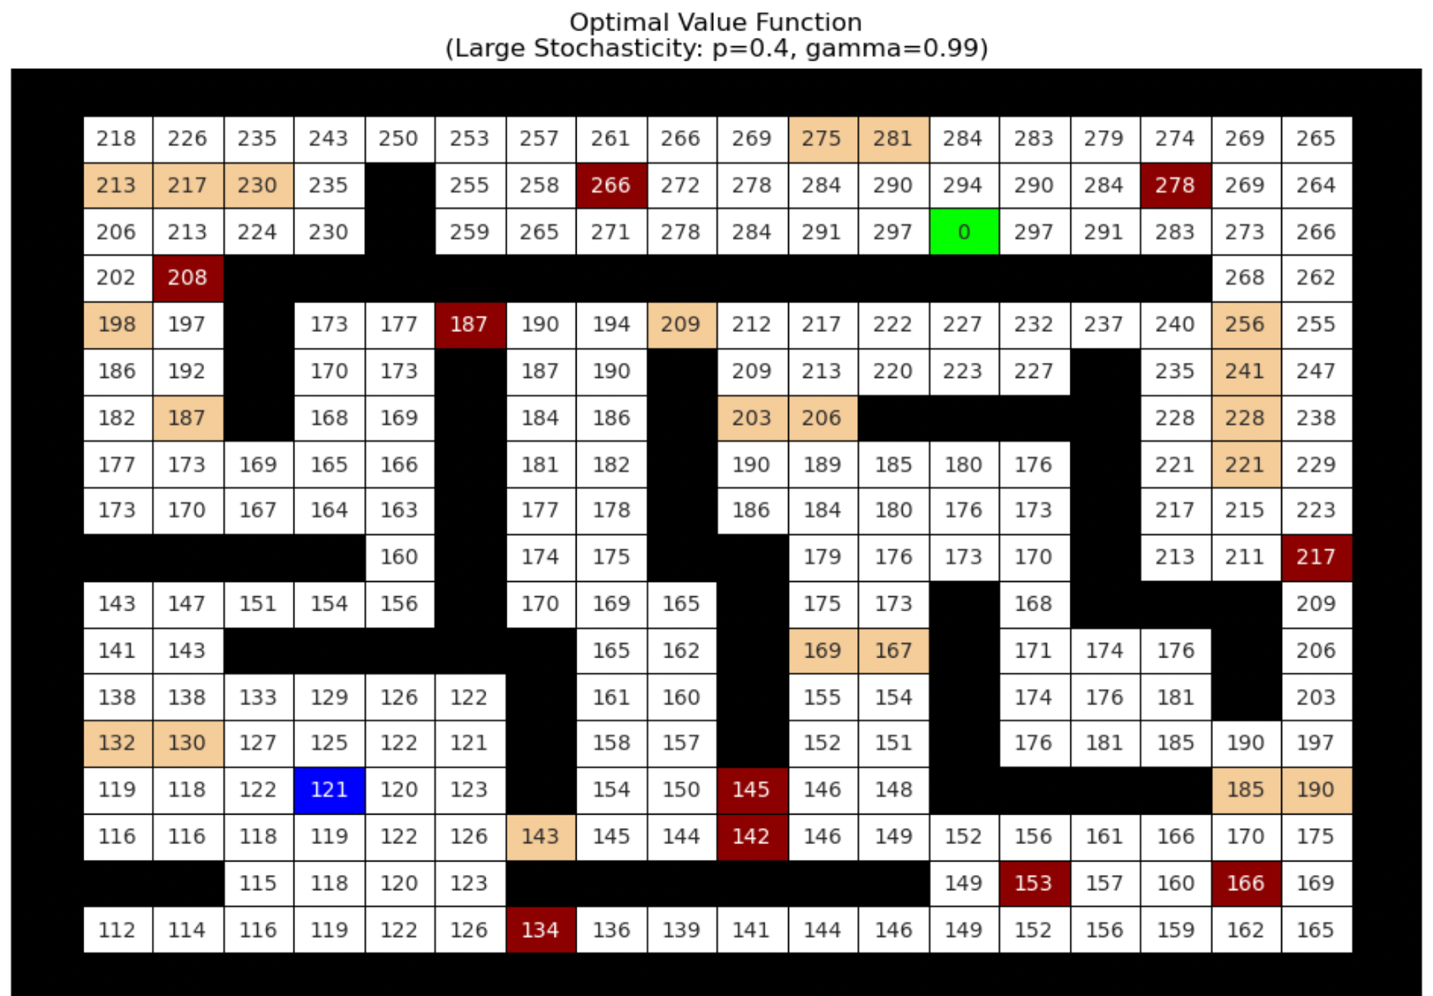 Optimal Value Function
(Large Stochasticity: p=0.4, gamma=0.99)
218 226 235 243 250 253 257 261 266 269 275 281 284 283 279 274 269 265
213 217 230 235 255 258 266 272 278 284 290 294 290 284 278 269 264
206 213 224 230 259 265 271 278 284 291 297 0 297 291 283 273 266
202 208 268 262
198 197 173 177 187 190 194 209 212 217 222 227 232 237 240 256 255
186 192 170 173 187 190 209 213 220 223 227 235 241 247
182 187 168 169 184 186 203 206 228 228 238
177 173 169 165 166 181 182 190 189 185 180 176 221 221 229
173 170 167 164 163 177 178 186 184 180 176 173 217 215 223
160 174 175 179 176 173 170 213 211 217
143 147 151 154 156 170 169 165 175 173 168 209
141 143 165 162 169 167 171 174 176 206
138 138 133 129 126 122 161 160 155 154 174 176 181 203
132 130 127 125 122 121 158 157 152 151 176 181 185 190 197
119 118 122 121 120 123 154 150 145 146 148 185 190
116 116 118 119 122 126 143 145 144 142 146 149 152 156 161 166 170 175
115 118 120 123 149 153 157 160 166 169
112 114 116 119 122 126 134 136 139 141 144 146 149 152 156 159 162 165